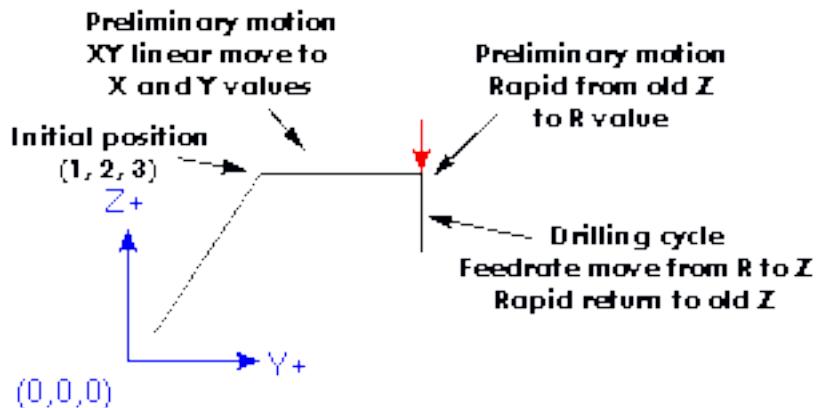 Preliminary motion
XY linear move to
X and Y values
Preliminary motion
Rapid from old Z
to R value
Initial position
(1, 2, 3)
Z+
Drilling cycle
Feedrate move from R to Z
Rapid return to old Z
Y+
(0,0,0)